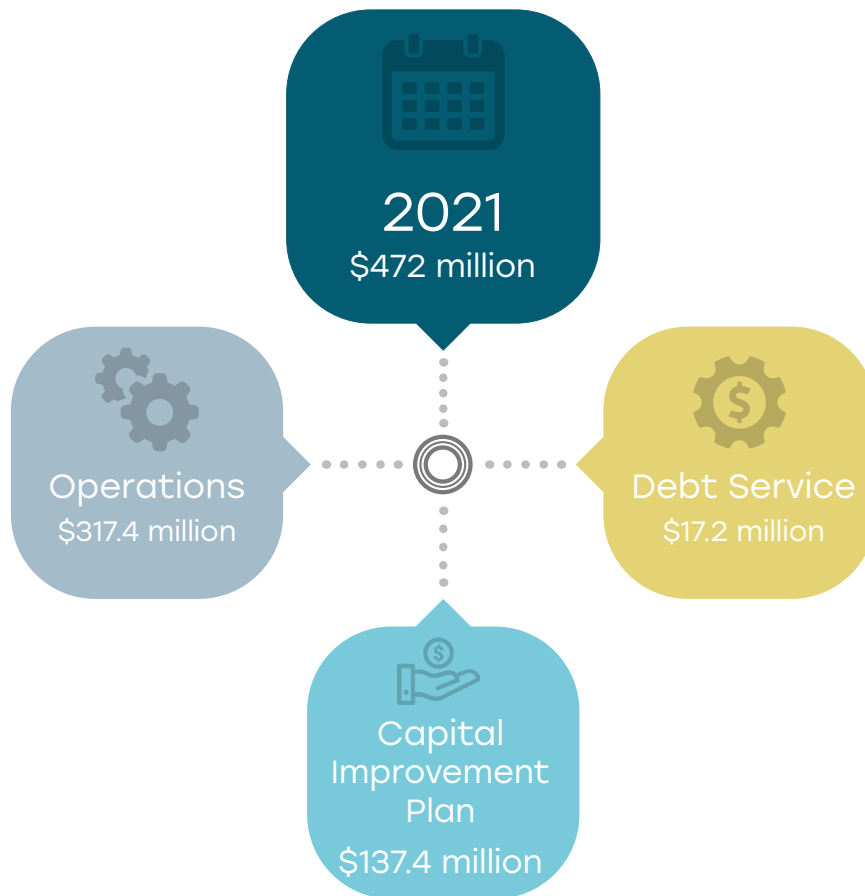 2021
$472 million
Operations
$317.4 million
Debt Service
$17.2 million
Capital
Improvement
Plan
$137.4 million